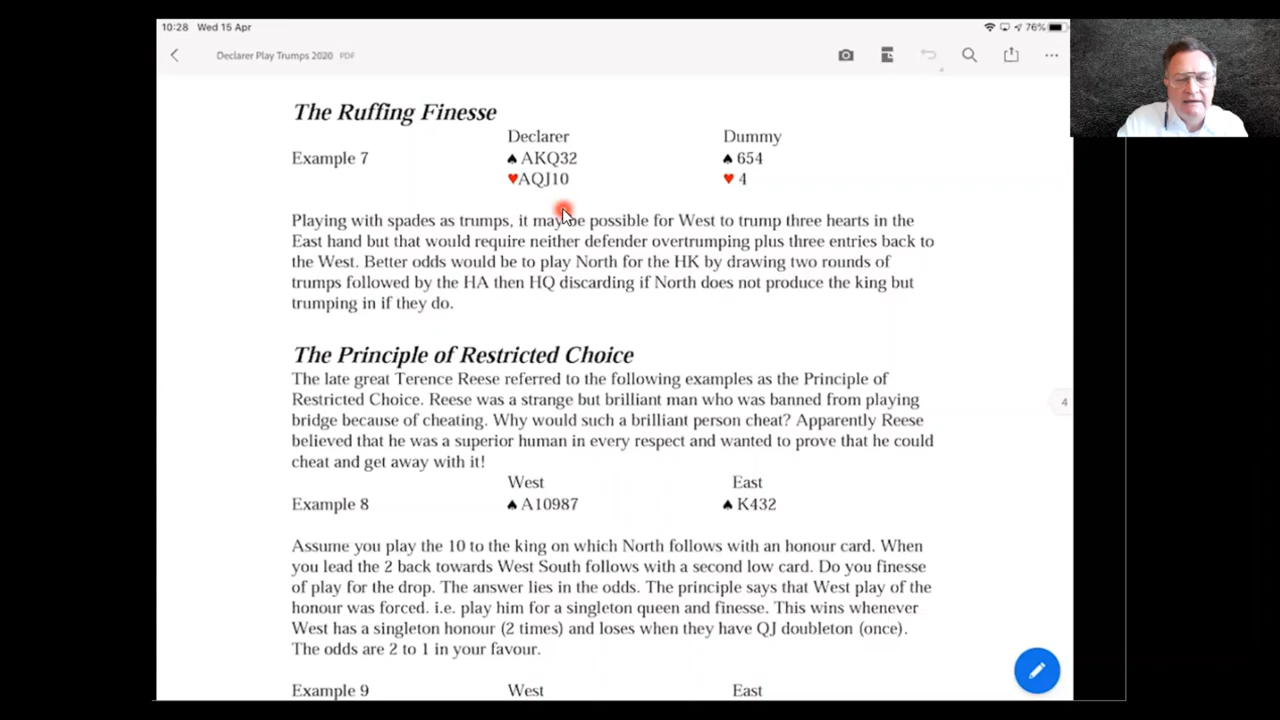 10:28 Wed 15 Apr 76%
Declarer Play Trumps 2020 PDF
The Ruffing Finesse
Declarer Dummy
Example 7 ♠ AKQ32 ♠ 654
♥AQJ10 ♥ 4
Playing with spades as trumps, it may be possible for West to trump three hearts in the
East hand but that would require neither defender overtrumping plus three entries back to
the West. Better odds would be to play North for the HK by drawing two rounds of
trumps followed by the HA then HQ discarding if North does not produce the king but
trumping in if they do.
The Principle of Restricted Choice
The late great Terence Reese referred to the following examples as the Principle of
Restricted Choice. Reese was a strange but brilliant man who was banned from playing
bridge because of cheating. Why would such a brilliant person cheat? Apparently Reese
believed that he was a superior human in every respect and wanted to prove that he could
cheat and get away with it!
West East
Example 8 ♠ A10987 ♠ K432
Assume you play the 10 to the king on which North follows with an honour card. When
you lead the 2 back towards West South follows with a second low card. Do you finesse
of play for the drop. The answer lies in the odds. The principle says that West play of the
honour was forced. i.e. play him for a singleton queen and finesse. This wins whenever
West has a singleton honour (2 times) and loses when they have QJ doubleton (once).
The odds are 2 to 1 in your favour.
Example 9 West East
4